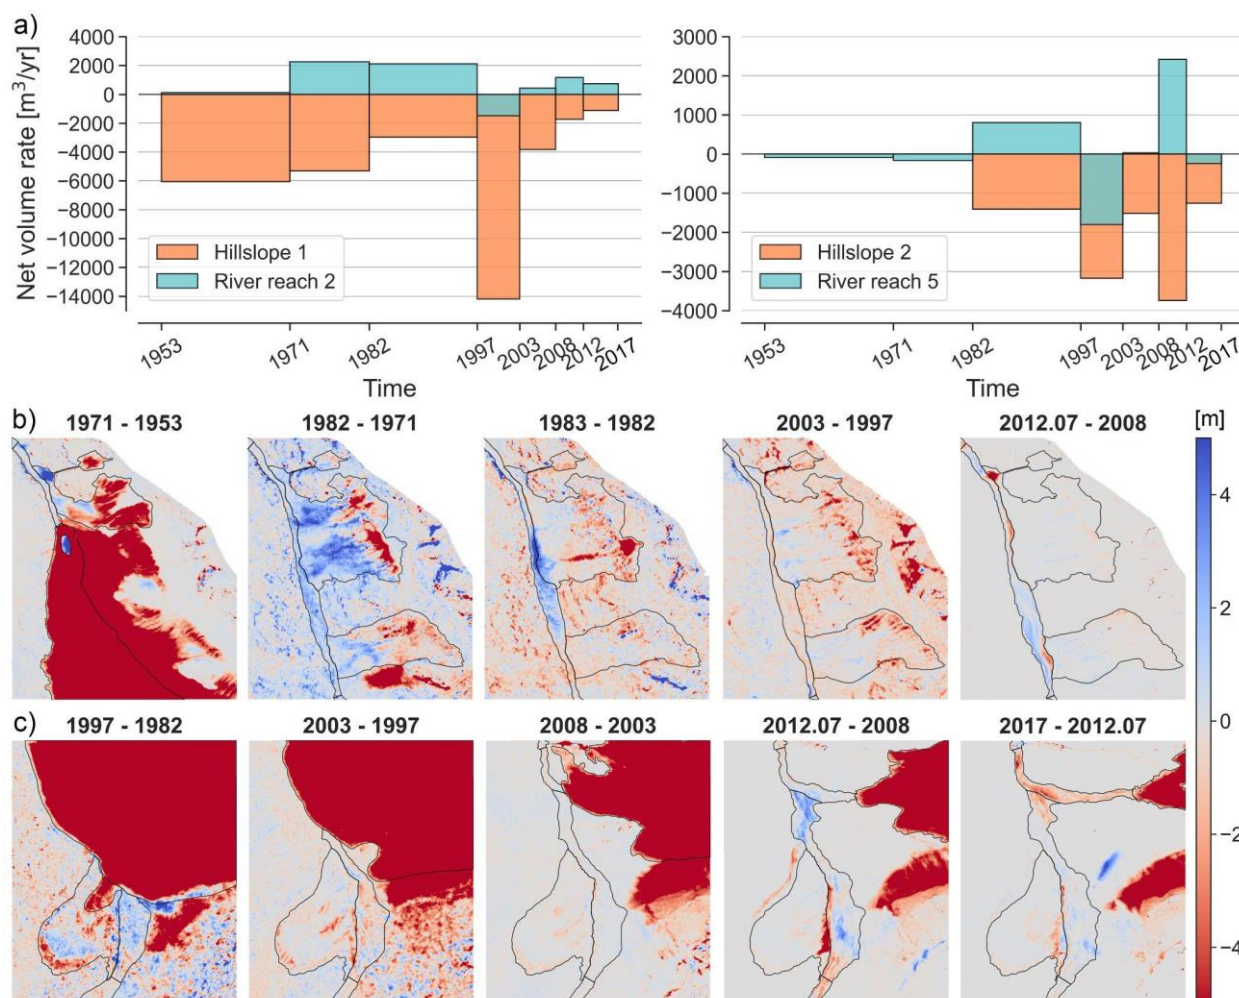 a)
Net volume rate [m³/yr]
4000
2000
0
−2000
−4000
−6000
−8000
−10000
−12000
−14000
Hillslope 1
River reach 2
1953
1971
1982
1997
2003
2008
2012
2017
Time
3000
2000
1000
0
−1000
−2000
−3000
−4000
Hillslope 2
River reach 5
1953
1971
1982
1997
2003
2008
2012
2017
Time
b)
1971 - 1953
1982 - 1971
1983 - 1982
2003 - 1997
2012.07 - 2008
[m]
c)
1997 - 1982
2003 - 1997
2008 - 2003
2012.07 - 2008
2017 - 2012.07
4
2
0
−2
−4